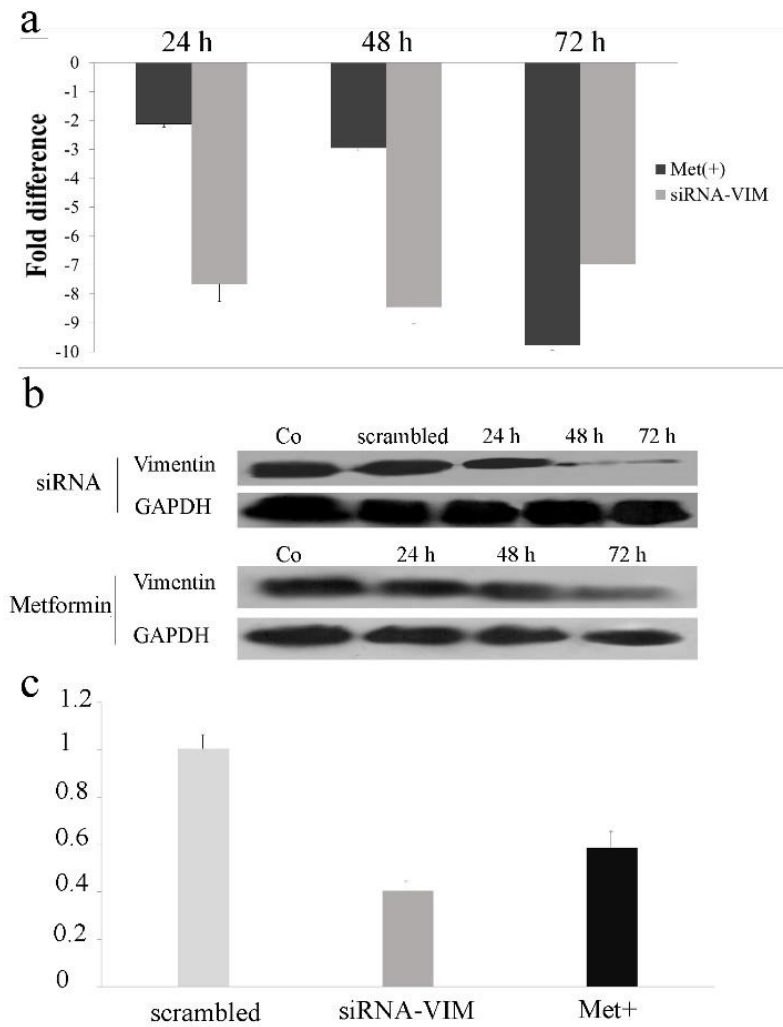 a
24 h 48 h 72 h
0
-1
-2
-3
-4
-5
-6
-7
-8
-9
-10
Fold difference
Met(+)
siRNA-VIM
b
Co scrambled 24 h 48 h 72 h
siRNA
Vimentin
GAPDH
Co 24 h 48 h 72 h
Metformin
Vimentin
GAPDH
c
1.2
1
0.8
0.6
0.4
0.2
0
scrambled siRNA-VIM Met+